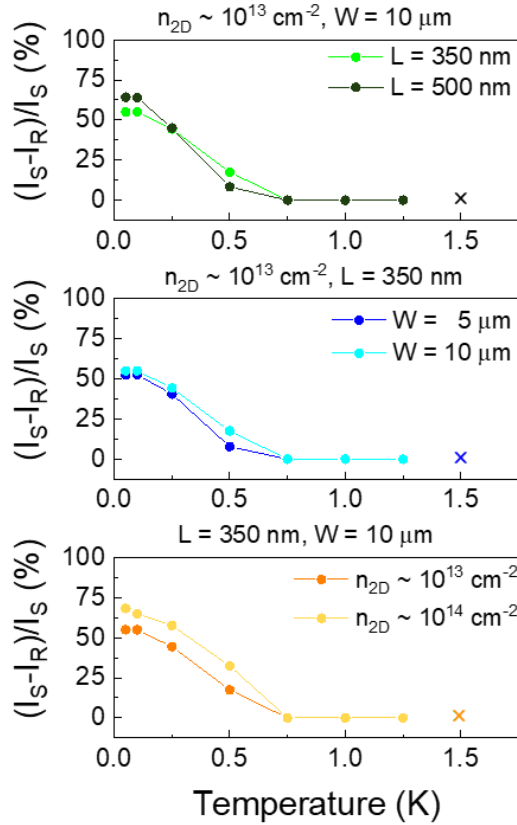 n2D ~ 10^13 cm^-2, W = 10 μm
(IS-IR)/IS (%)
100
75
50
25
0
L = 350 nm
L = 500 nm
×
0.0 0.5 1.0 1.5
n2D ~ 10^13 cm^-2, L = 350 nm
(IS-IR)/IS (%)
100
75
50
25
0
W = 5 μm
W = 10 μm
×
0.0 0.5 1.0 1.5
L = 350 nm, W = 10 μm
(IS-IR)/IS (%)
100
75
50
25
0
n2D ~ 10^13 cm^-2
n2D ~ 10^14 cm^-2
×
0.0 0.5 1.0 1.5
Temperature (K)